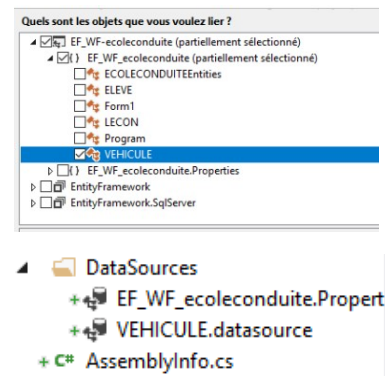 Quels sont les objets que vous voulez lier ?
EF_WF-ecoleconduite (partiellement sélectionné)
{ } EF_WF_ecoleconduite (partiellement sélectionné)
ECOLECONDUITEEntities
ELEVE
Form1
LECON
Program
VEHICULE
{ } EF_WF_ecoleconduite.Properties
EntityFramework
EntityFramework.SqlServer
DataSources
+ EF_WF_ecoleconduite.Propert
+ VEHICULE.datasource
+ C# AssemblyInfo.cs